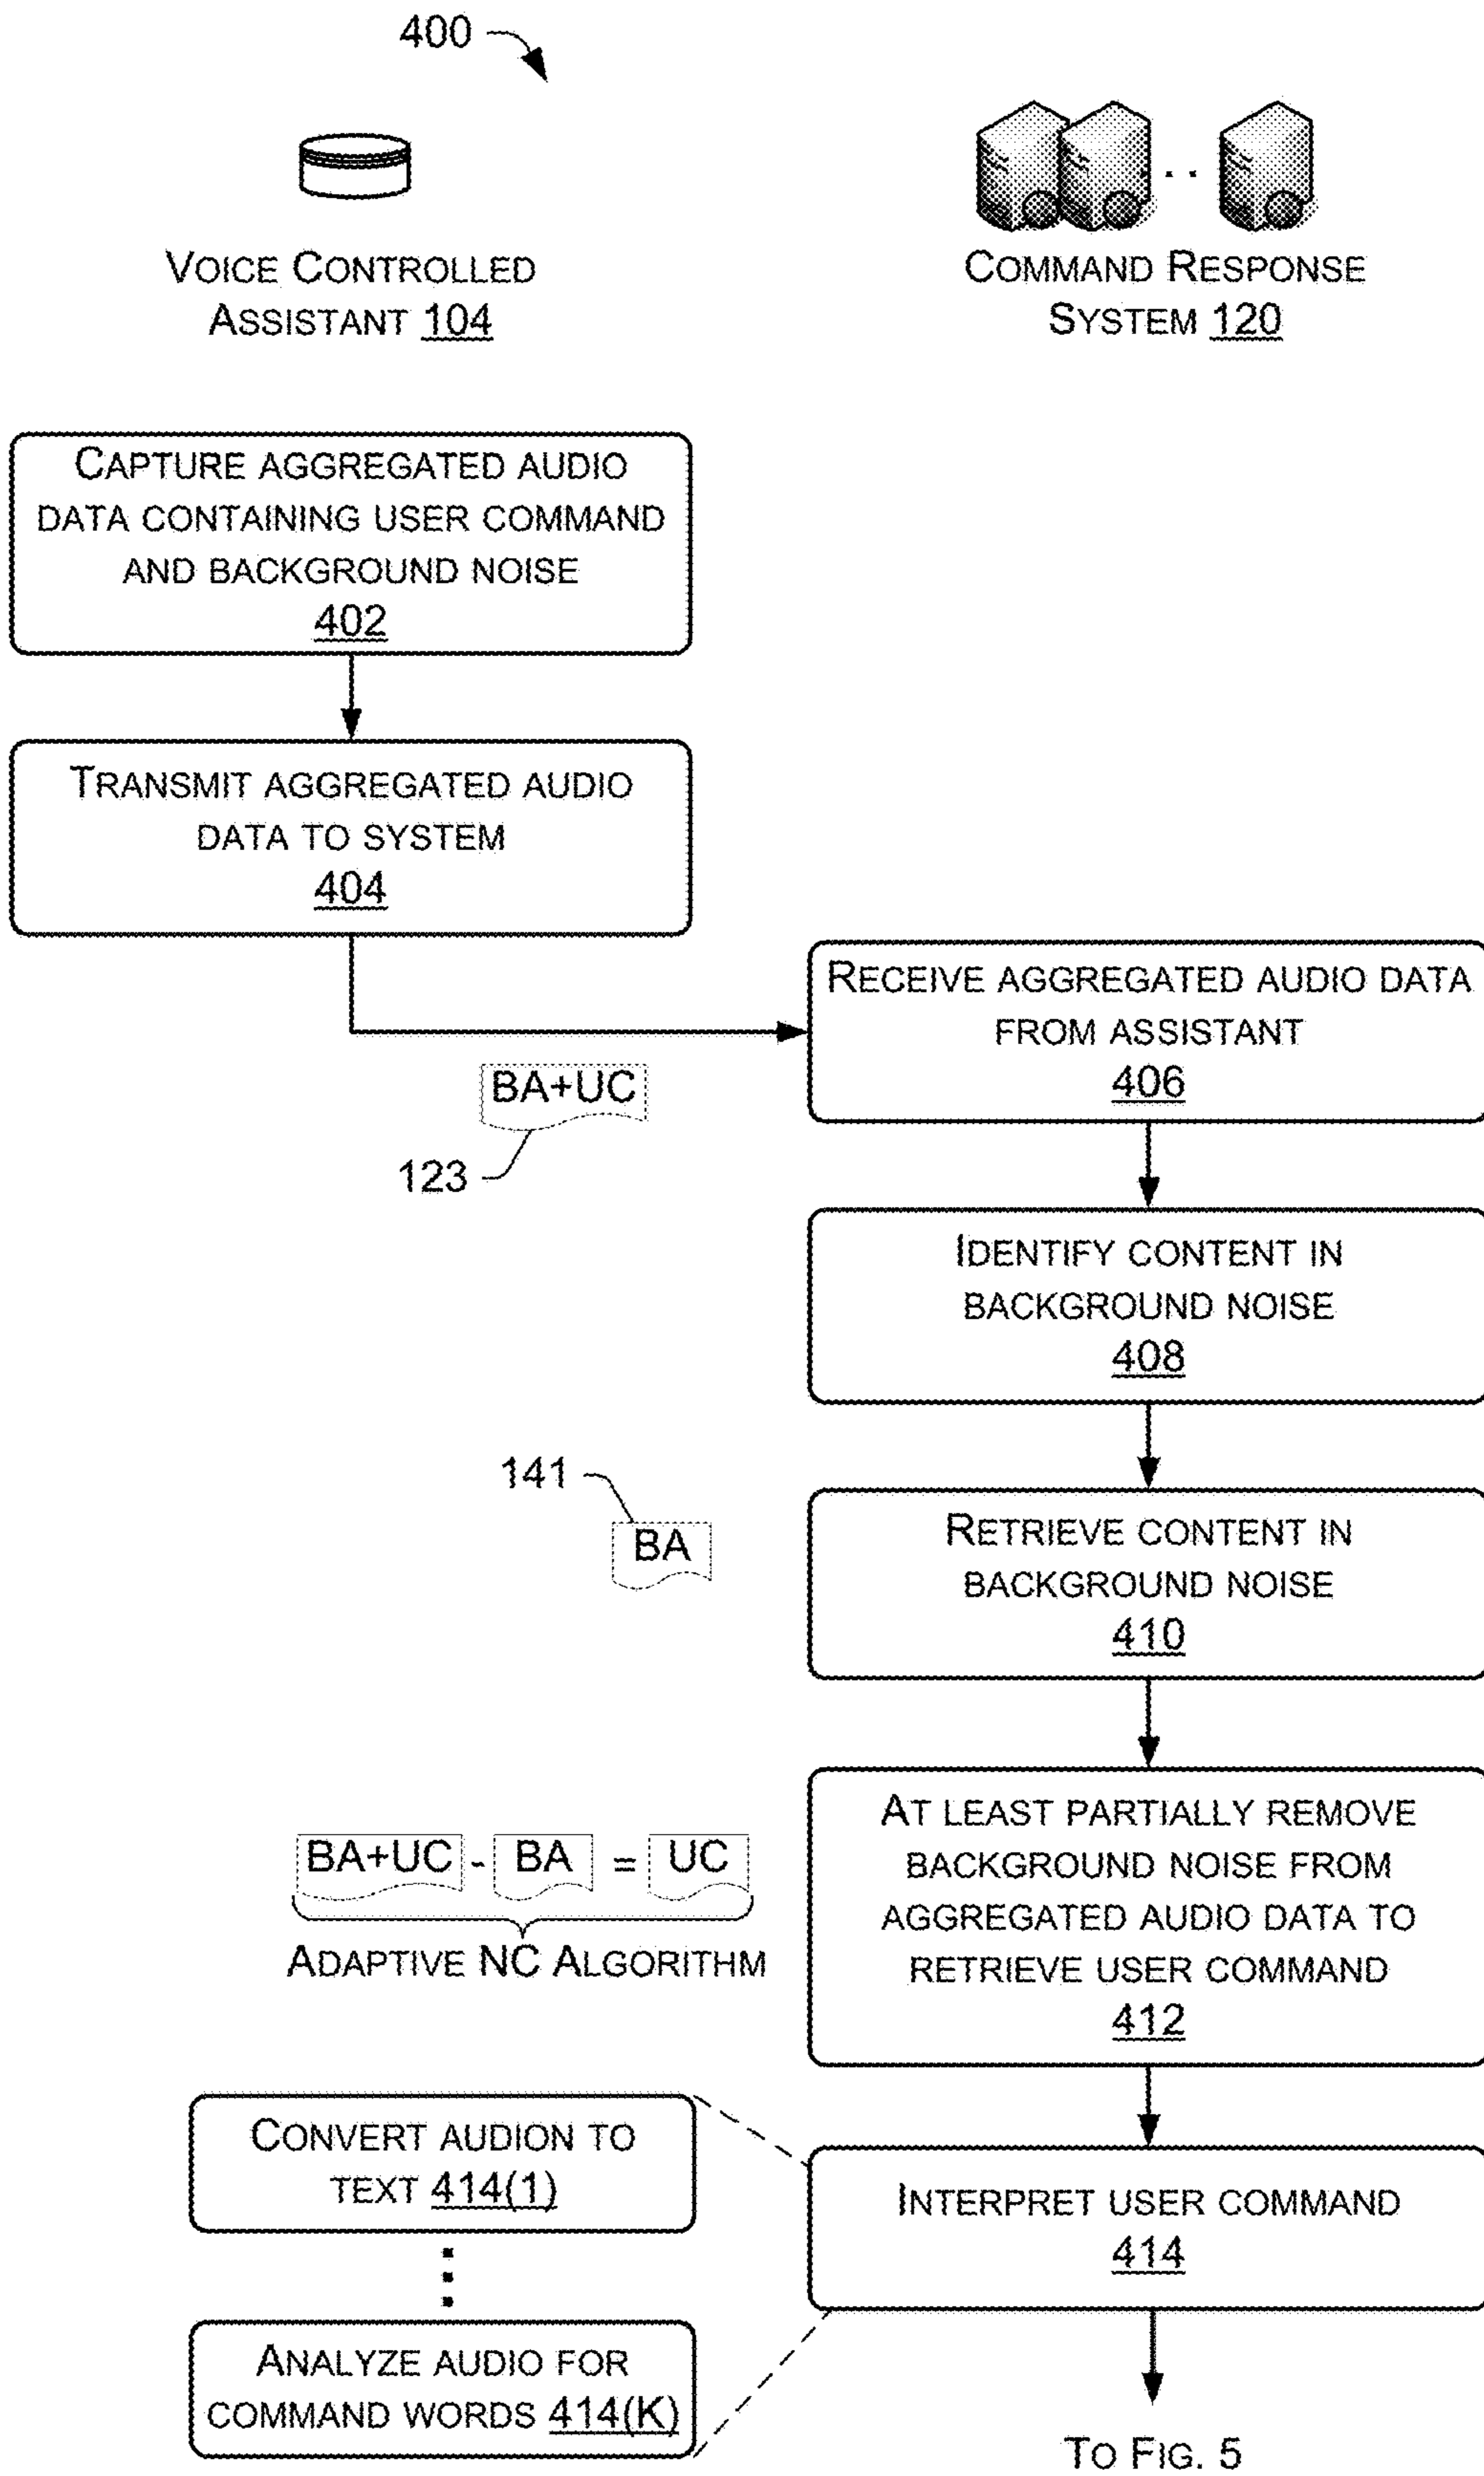 400
VOICE CONTROLLED
ASSISTANT 104
COMMAND RESPONSE
SYSTEM 120
CAPTURE AGGREGATED AUDIO
DATA CONTAINING USER COMMAND
AND BACKGROUND NOISE
402
TRANSMIT AGGREGATED AUDIO
DATA TO SYSTEM
404
RECEIVE AGGREGATED AUDIO DATA
FROM ASSISTANT
406
BA+UC
123
IDENTIFY CONTENT IN
BACKGROUND NOISE
408
141
BA
RETRIEVE CONTENT IN
BACKGROUND NOISE
410
AT LEAST PARTIALLY REMOVE
BACKGROUND NOISE FROM
AGGREGATED AUDIO DATA TO
RETRIEVE USER COMMAND
412
BA+UC - BA = UC
ADAPTIVE NC ALGORITHM
INTERPRET USER COMMAND
414
CONVERT AUDION TO
TEXT 414(1)
ANALYZE AUDIO FOR
COMMAND WORDS 414(K)
TO FIG. 5